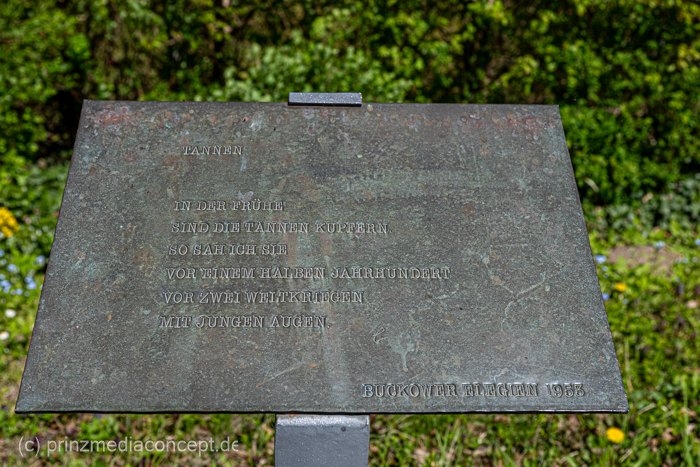 TANNEN
IN DER FRÜHE
SIND DIE TANNEN KUPFERN.
SO SAH ICH SIE
VOR EINEM HALBEN JAHRHUNDERT
VOR ZWEI WELTKRIEGEN
MIT JUNGEN AUGEN.
BUCKOWER ELEGIEN 1953
(c) prinzmediaconcept.de